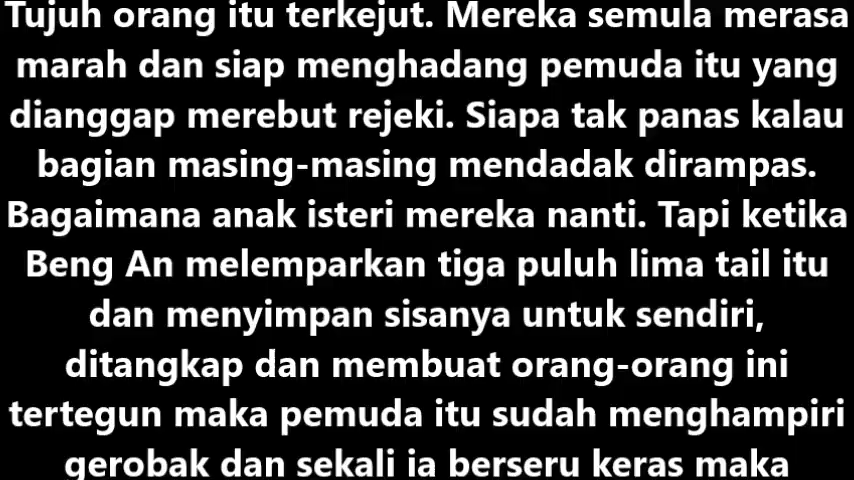 Tujuh orang itu terkejut. Mereka semula merasa
marah dan siap menghadang pemuda itu yang
dianggap merebut rejeki. Siapa tak panas kalau
bagian masing-masing mendadak dirampas.
Bagaimana anak isteri mereka nanti. Tapi ketika
Beng An melemparkan tiga puluh lima tail itu
dan menyimpan sisanya untuk sendiri,
ditangkap dan membuat orang-orang ini
tertegun maka pemuda itu sudah menghampiri
gerobak dan sekali ia berseru keras maka